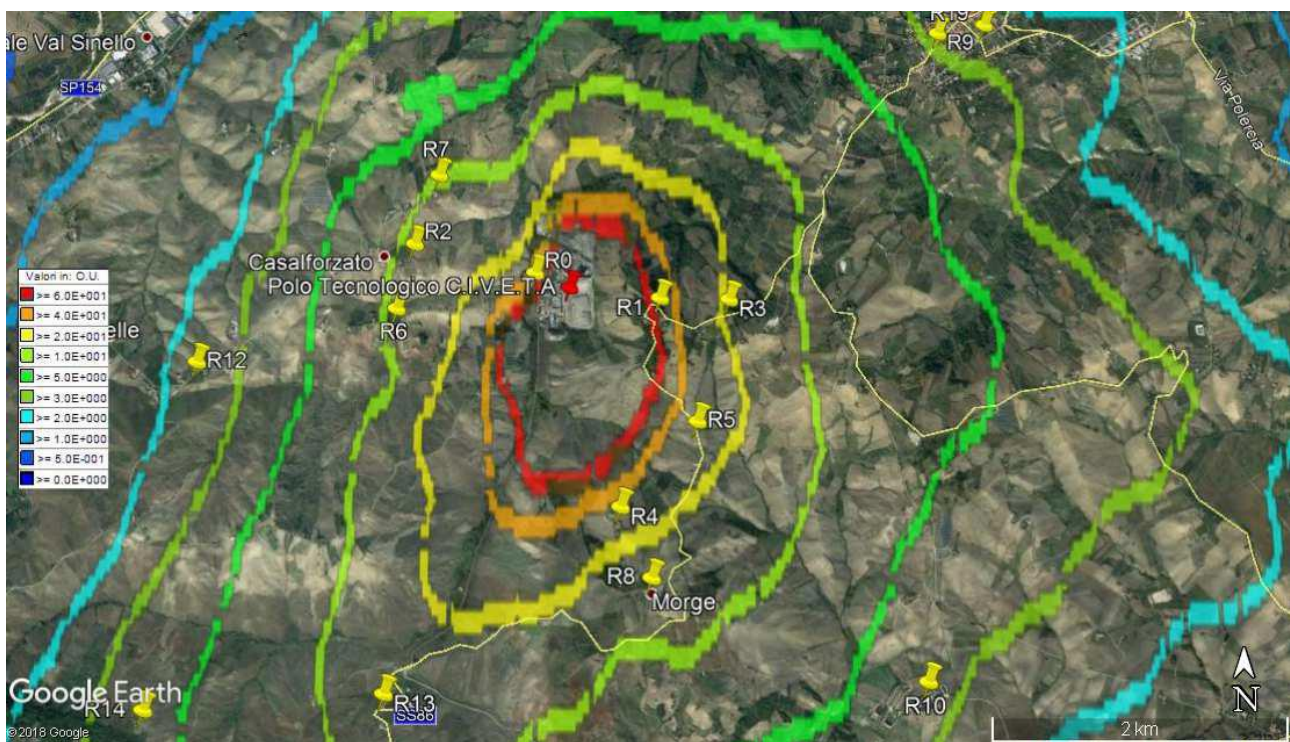 R19
R9
ale Val Sinello
SP154
Via Polercia
R7
R2
Casalforzato
R0
Polo Tecnologico C.I.V.E.T.A
R1
R3
R6
Valori in: O.U.
>= 6.0E+001
>= 4.0E+001
>= 2.0E+001
>= 1.0E+001
>= 5.0E+000
>= 3.0E+000
>= 2.0E+000
>= 1.0E+000
>= 5.0E-001
>= 0.0E+000
elle
R12
R5
R4
R8
Morge
Google Earth
R14
R13
SS86
R10
N
2 km
©2018 Google